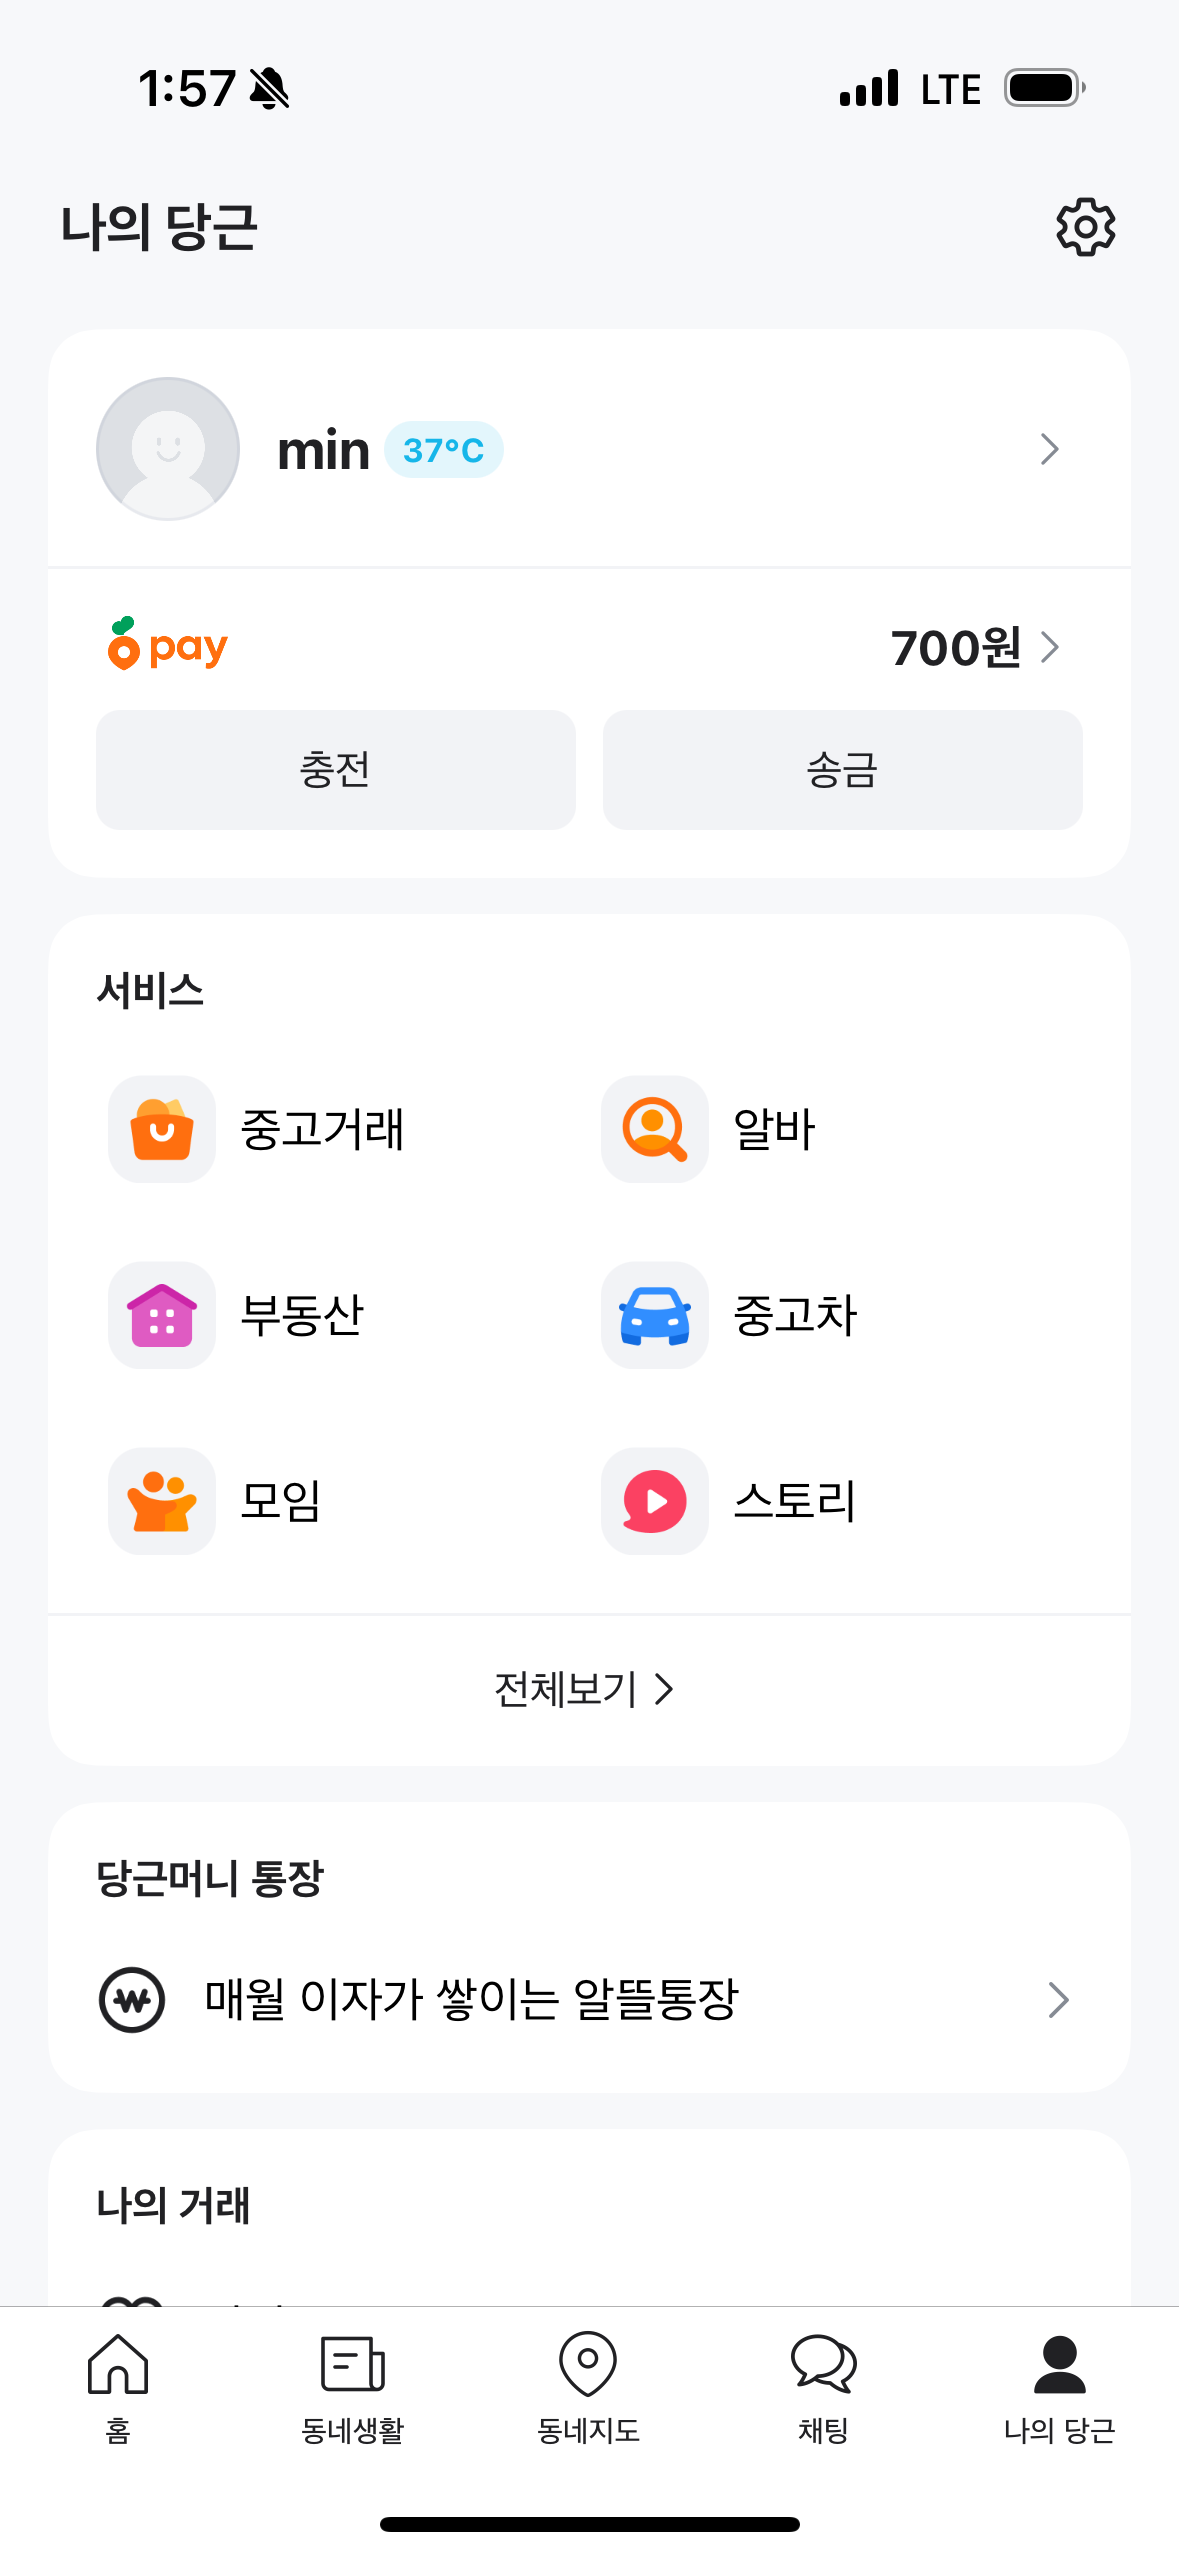 1:57 LTE
나의 당근
min 37°C
pay 700원
충전 송금
서비스
중고거래 알바
부동산 중고차
모임 스토리
전체보기
당근머니 통장
매월 이자가 쌓이는 알뜰통장
나의 거래
홈 동네생활 동네지도 채팅 나의 당근